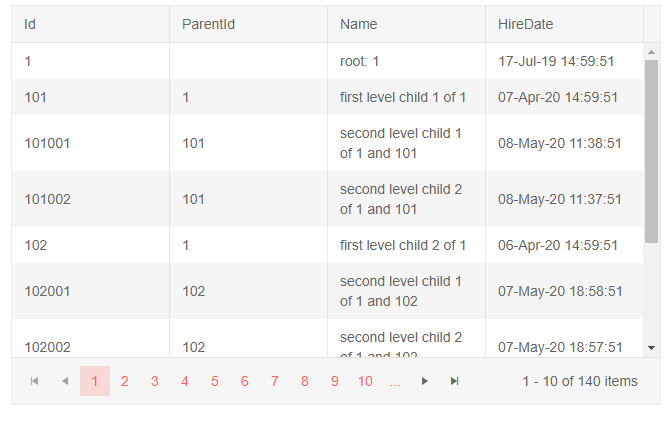 Id ParentId Name HireDate
1 root: 1 17-Jul-19 14:59:51
101 1 first level child 1 of 1 07-Apr-20 14:59:51
101001 101 second level child 1 of 1 and 101 08-May-20 11:38:51
101002 101 second level child 2 of 1 and 101 08-May-20 11:37:51
102 1 first level child 2 of 1 06-Apr-20 14:59:51
102001 102 second level child 1 of 1 and 102 07-May-20 18:58:51
102002 102 second level child 2 of 1 and 102 07-May-20 18:57:51
1 2 3 4 5 6 7 8 9 10 ... 1 - 10 of 140 items